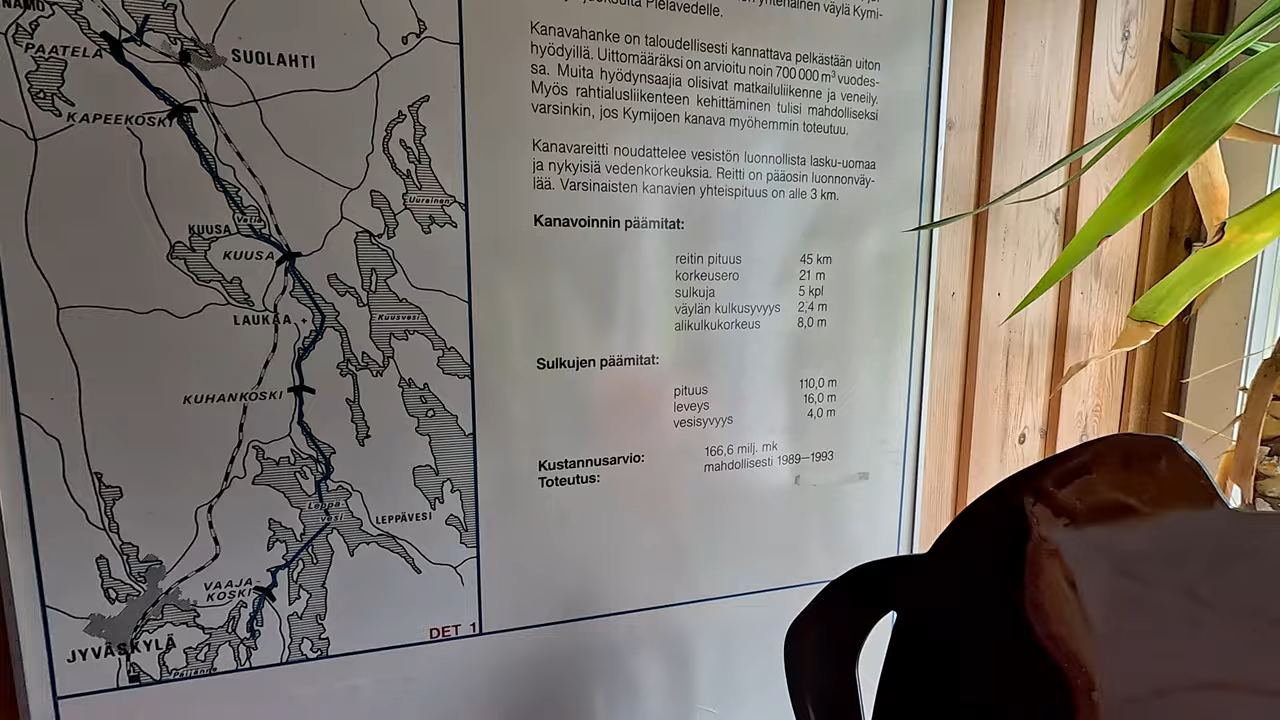 PAATELA
SUOLAHTI
KAPEEKOSKI
Uurainen
Vatia
KUUSA
KUUSA
LAUKAA
Kuusvesi
KUHANKOSKI
Leppä
vesi
LEPPÄVESI
VAAJA-
KOSKI
JYVÄSKYLÄ
Päijänne
DET 1
yhtenäinen väylä Kymi-
Pielavedelle.
Kanavahanke on taloudellisesti kannattava pelkästään uiton
hyödyillä. Uittomääräksi on arvioitu noin 700 000 m³ vuodes-
sa. Muita hyödynsaajia olisivat matkailuliikenne ja veneily.
Myös rahtialusliikenteen kehittäminen tulisi mahdolliseksi
varsinkin, jos Kymijoen kanava myöhemmin toteutuu.
Kanavareitti noudattelee vesistön luonnollista lasku-uomaa
ja nykyisiä vedenkorkeuksia. Reitti on pääosin luonnonväy-
lää. Varsinaisten kanavien yhteispituus on alle 3 km.
Kanavoinnin päämitat:
reitin pituus 45 km
korkeusero 21 m
sulkuja 5 kpl
väylän kulkusyvyys 2,4 m
alikulkukorkeus 8,0 m
Sulkujen päämitat:
pituus 110,0 m
leveys 16,0 m
vesisyvyys 4,0 m
Kustannusarvio: 166,6 milj. mk
Toteutus: mahdollisesti 1989—1993